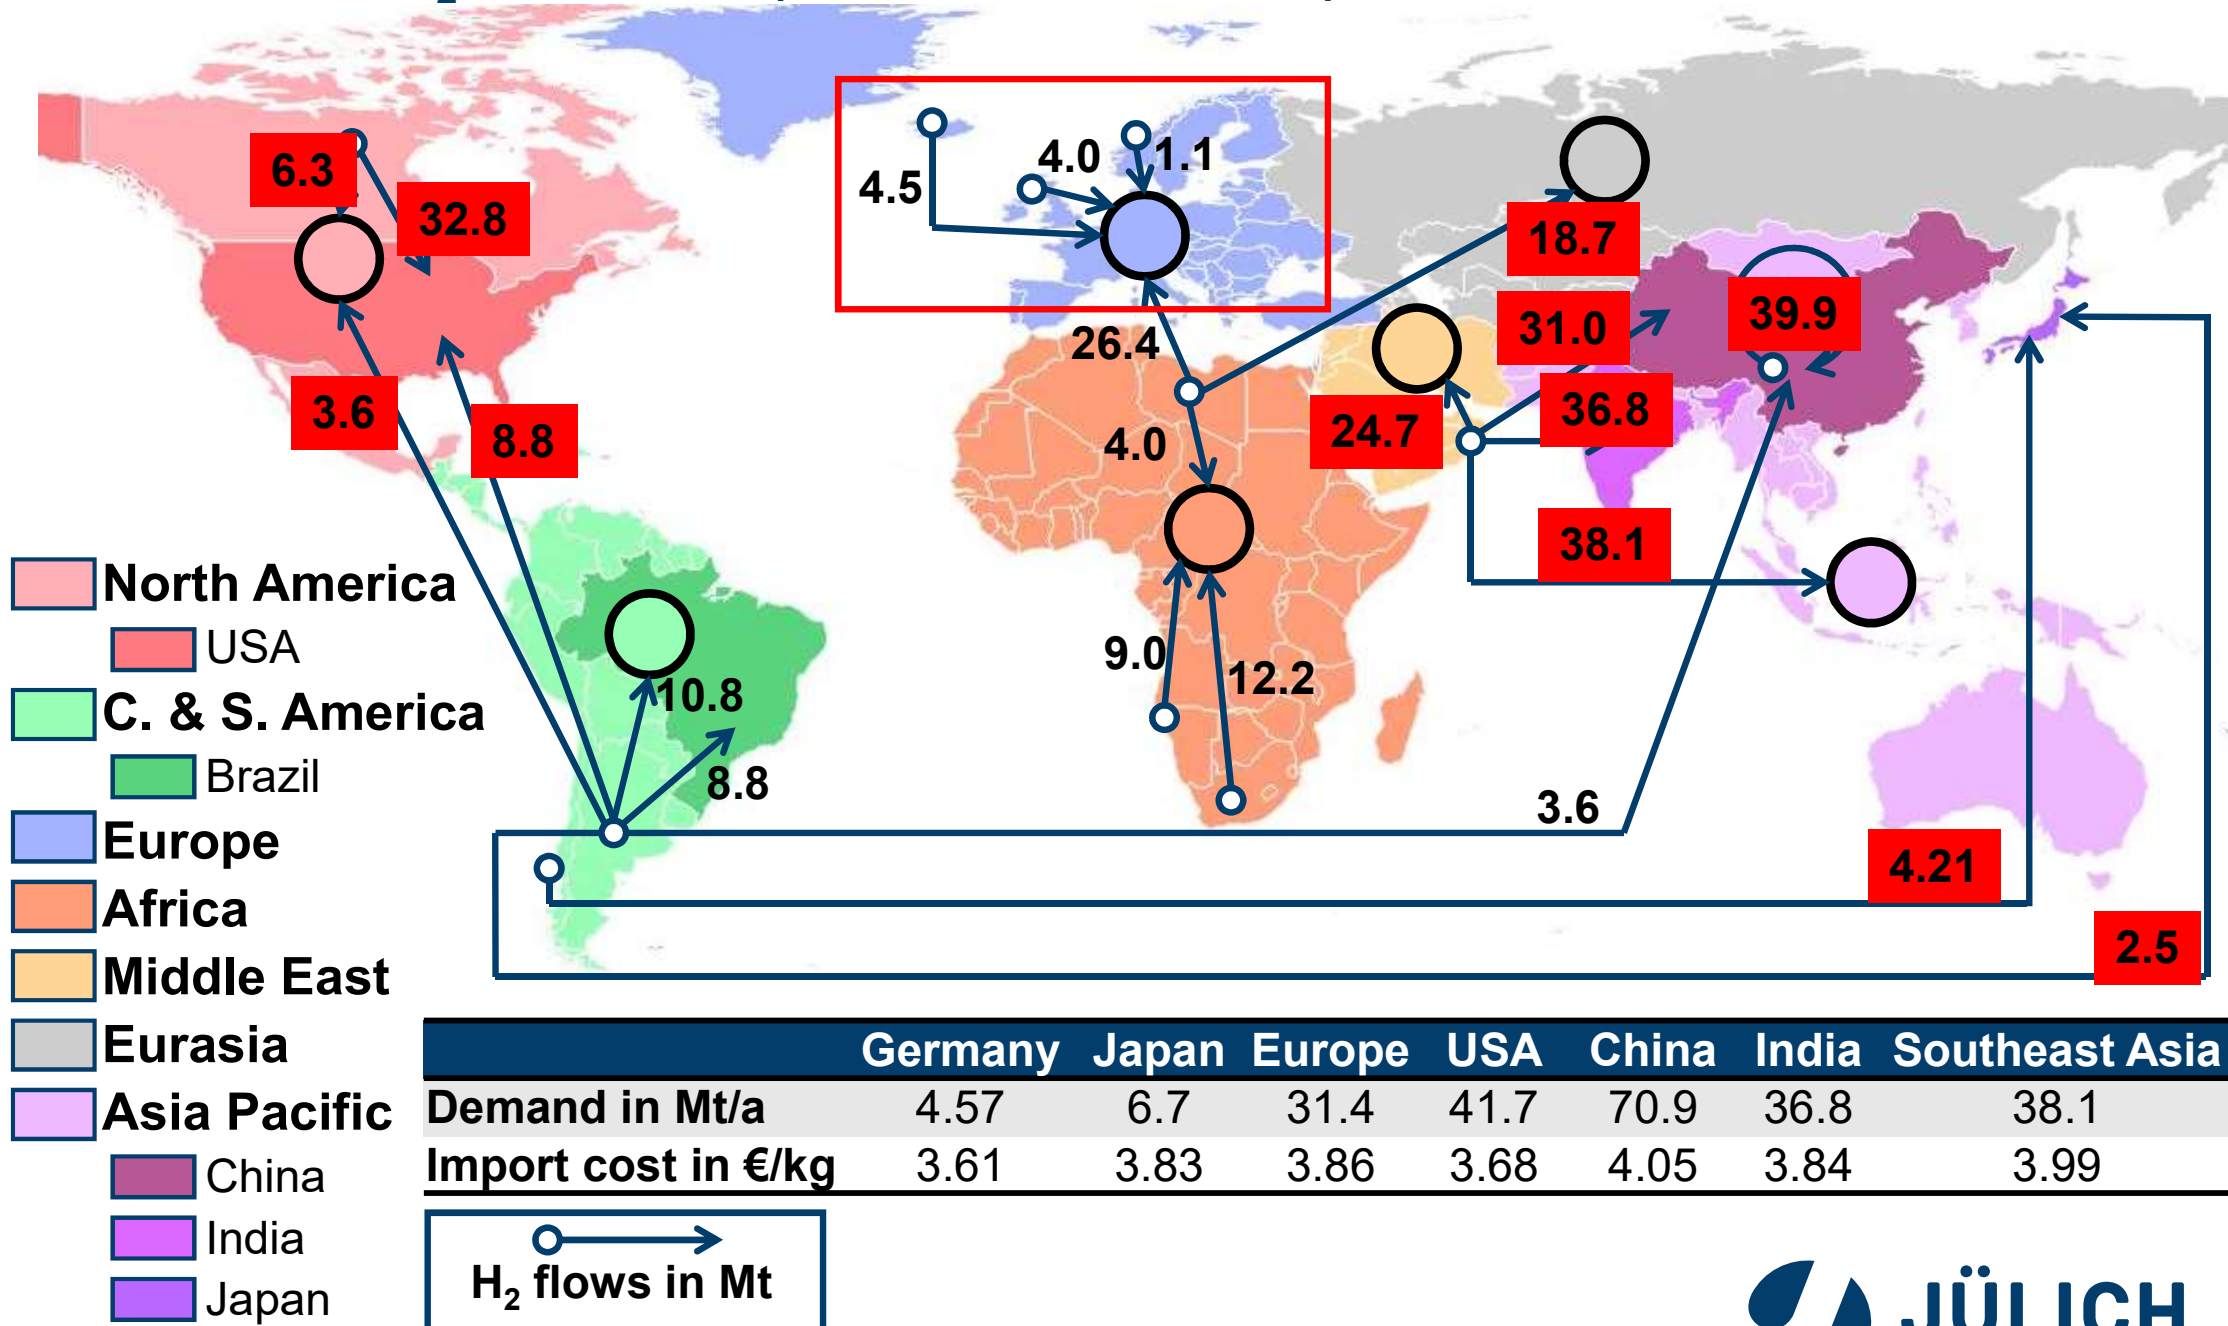 6.3
32.8
4.5
4.0
1.1
18.7
31.0
39.9
26.4
3.6
8.8
4.0
24.7
36.8
38.1
9.0
12.2
10.8
8.8
3.6
4.21
2.5
North America
USA
C. & S. America
Brazil
Europe
Africa
Middle East
Eurasia
Asia Pacific
China
India
Japan
Germany Japan Europe USA China India Southeast Asia
Demand in Mt/a 4.57 6.7 31.4 41.7 70.9 36.8 38.1
Import cost in €/kg 3.61 3.83 3.86 3.68 4.05 3.84 3.99
H₂ flows in Mt
JÜLICH